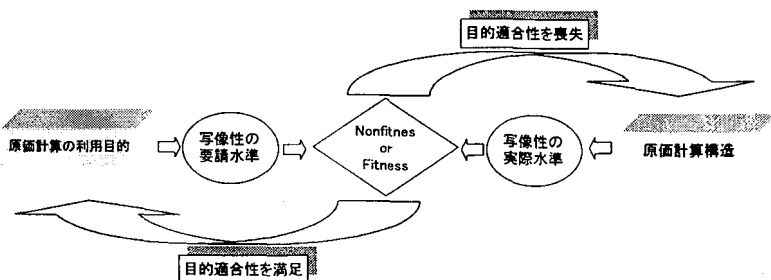 目的適合性を喪失
原価計算の利用目的
写像性の
要請水準
Nonfitnes
or
Fitness
写像性の
実際水準
原価計算構造
目的適合性を満足